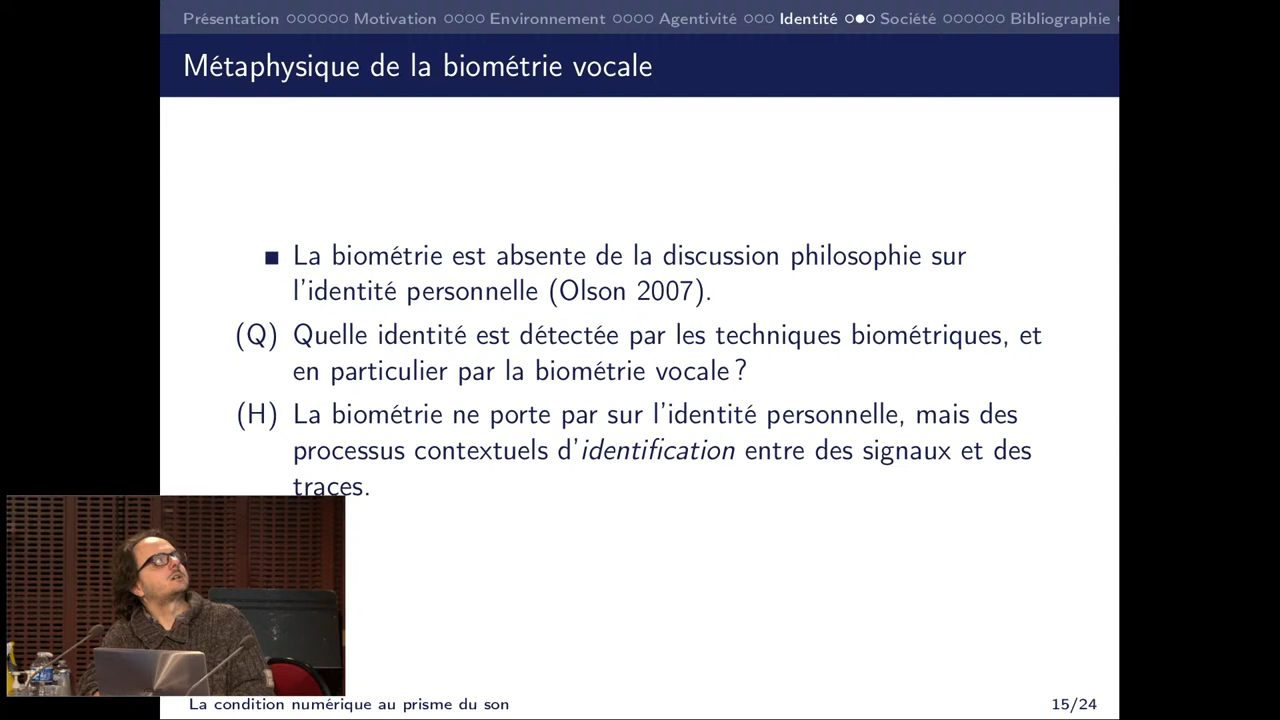 Présentation Motivation Environnement Agentivité Identité Société Bibliographie
Métaphysique de la biométrie vocale
La biométrie est absente de la discussion philosophie sur
l'identité personnelle (Olson 2007).
(Q) Quelle identité est détectée par les techniques biométriques, et
en particulier par la biométrie vocale ?
(H) La biométrie ne porte par sur l'identité personnelle, mais des
processus contextuels d'identification entre des signaux et des
traces.
La condition numérique au prisme du son
15/24